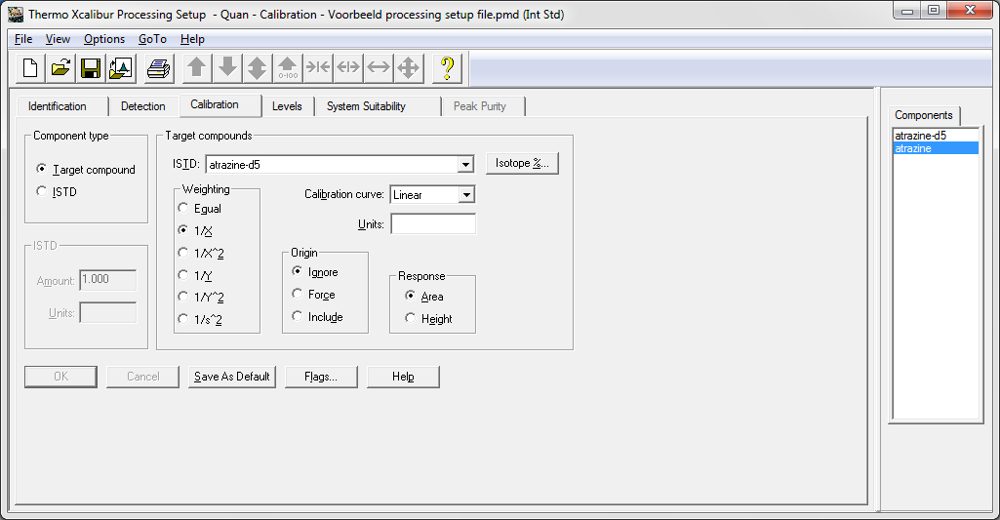 Thermo Xcalibur Processing Setup - Quan - Calibration - Voorbeeld processing setup file.pmd (Int Std)
File View Options GoTo Help
0-100
Identification Detection Calibration Levels System Suitability Peak Purity
Components
atrazine-d5
atrazine
Component type
Target compound
ISTD
ISTD
Amount: 1.000
Units:
Target compounds
ISTD: atrazine-d5 Isotope %...
Weighting
Equal
1/X
1/X^2
1/Y
1/Y^2
1/s^2
Calibration curve: Linear
Units:
Origin
Ignore
Force
Include
Response
Area
Height
OK Cancel Save As Default Flags... Help